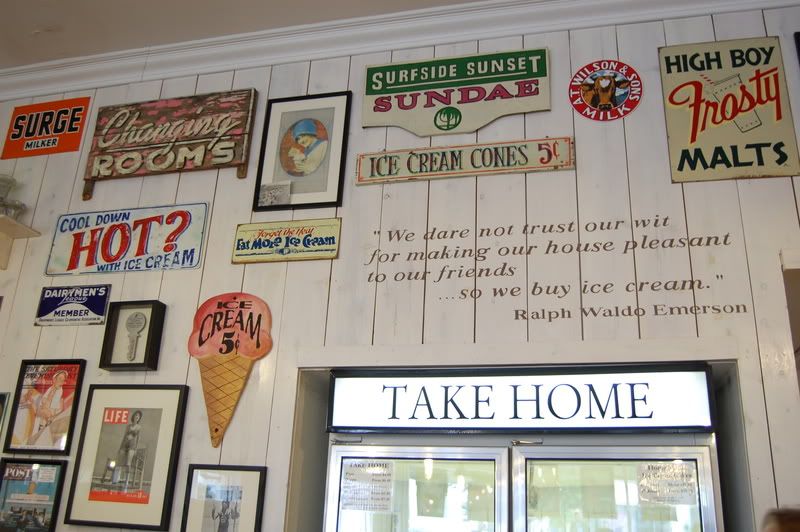 SURGE
MILKER
Changing
ROOMS
SURFSIDE SUNSET
SUNDAE
ICE CREAM CONES 5¢
A.T. WILSON & SONS
MILK
HIGH BOY
Frosty
MALTS
COOL DOWN
HOT?
WITH ICE CREAM
Forget the Heat
Eat More Ice Cream
"We dare not trust our wit
for making our house pleasant
to our friends
...so we buy ice cream."
Ralph Waldo Emerson
DAIRYMEN'S
League
MEMBER
ICE
CREAM
5¢
TAKE HOME
LIFE
POST
TAKE HOME